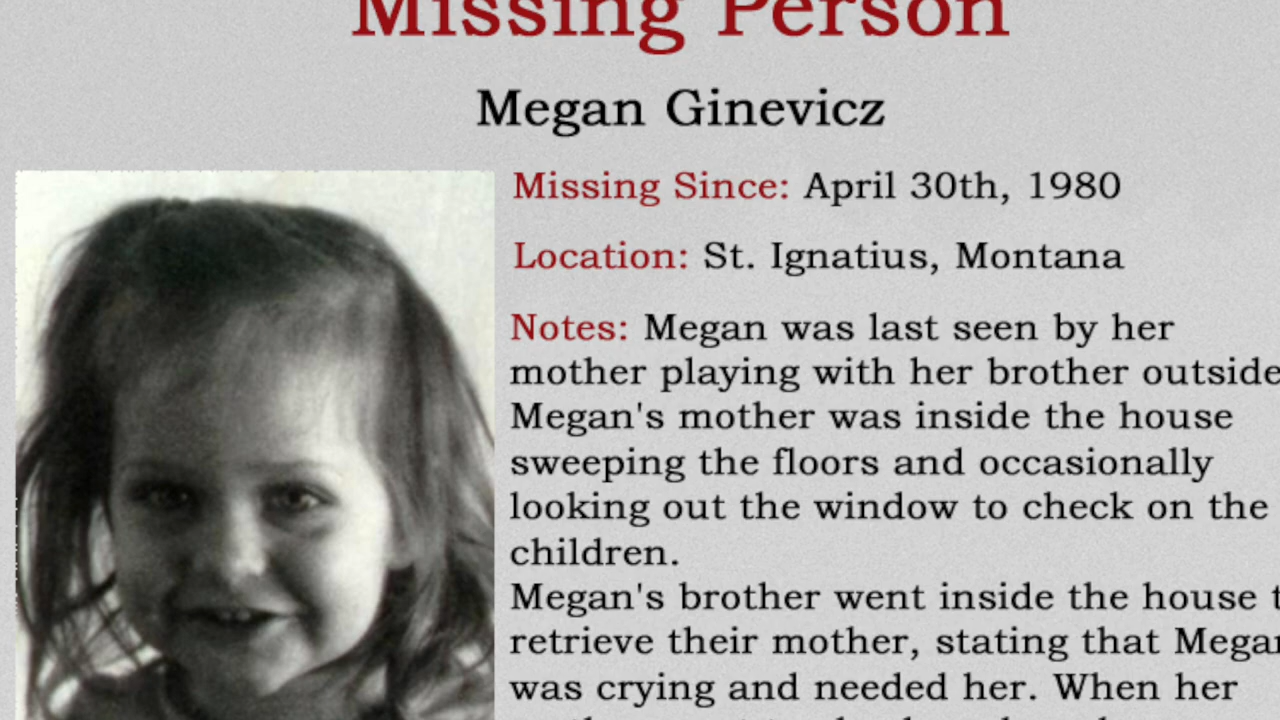 Missing Person
Megan Ginevicz
Missing Since: April 30th, 1980
Location: St. Ignatius, Montana
Notes: Megan was last seen by her
mother playing with her brother outside
Megan's mother was inside the house
sweeping the floors and occasionally
looking out the window to check on the
children.
Megan's brother went inside the house
retrieve their mother, stating that Megan
was crying and needed her. When her